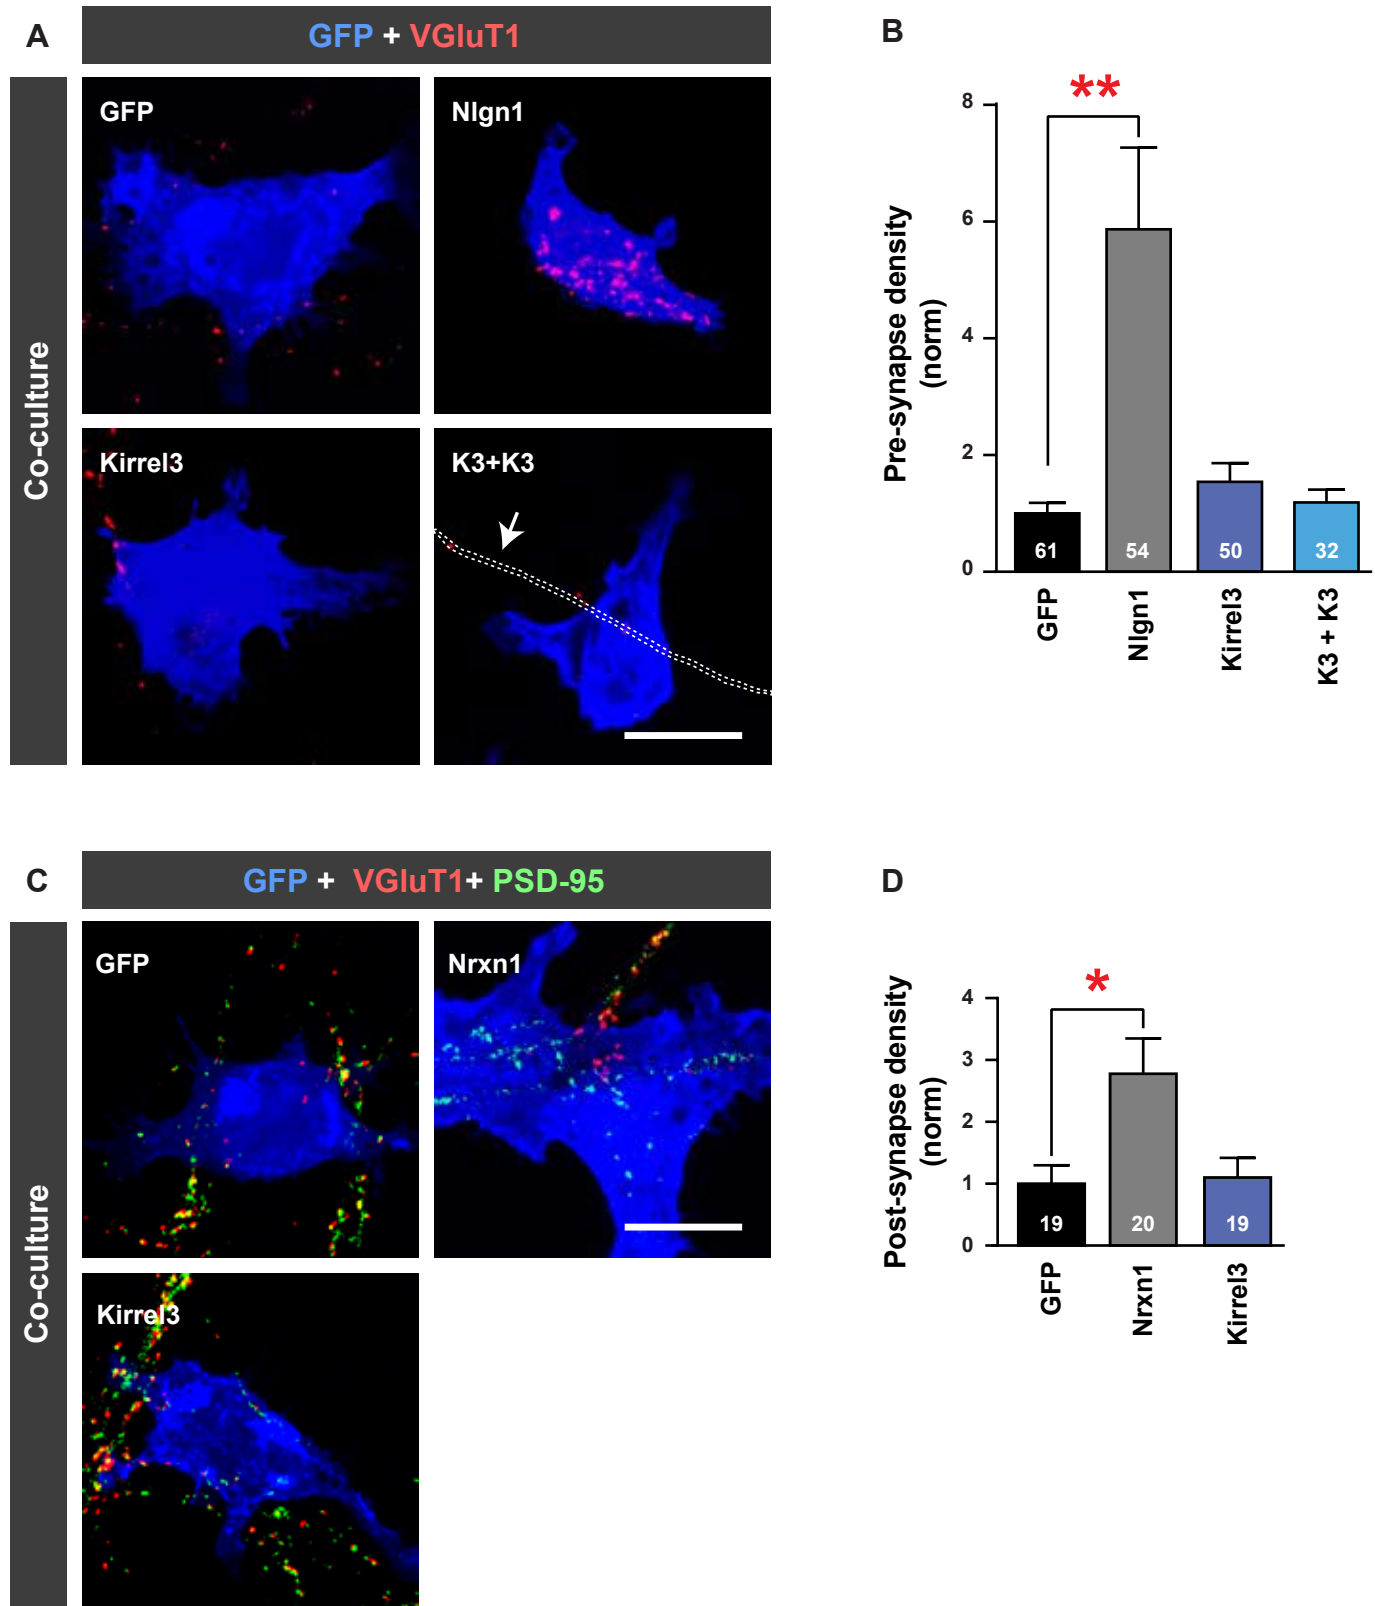 A
GFP + VGluT1
Co-culture
GFP
Nlgn1
Kirrel3
K3+K3
B
**
Pre-synapse density
(norm)
8
6
4
2
0
61
54
50
32
GFP
Nlgn1
Kirrel3
K3 + K3
C
GFP + VGluT1+ PSD-95
Co-culture
GFP
Nrxn1
Kirrel3
D
*
Post-synapse density
(norm)
4
3
2
1
0
19
20
19
GFP
Nrxn1
Kirrel3